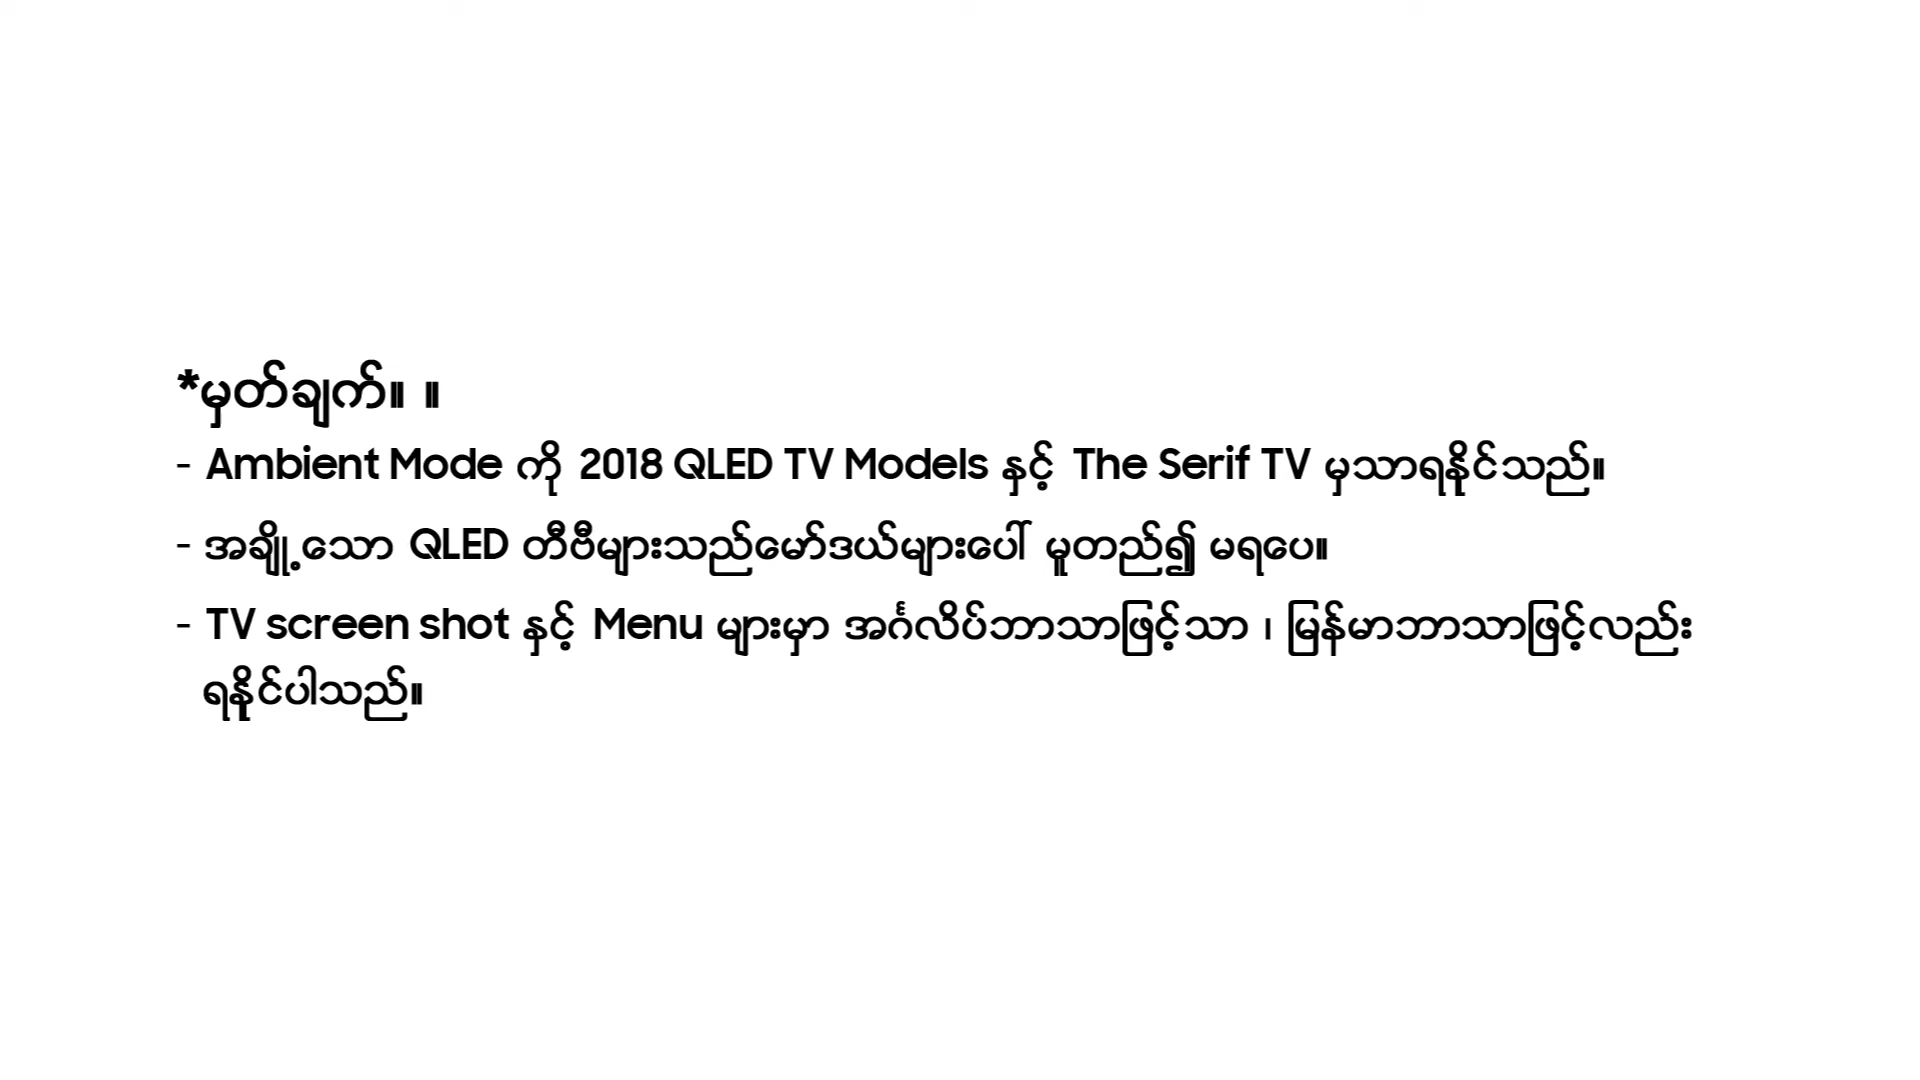 *မှတ်ချက်။ ။
- Ambient Mode ကို 2018 QLED TV Models နှင့် The Serif TV မှသာရနိုင်သည်။
- အချို့သော QLED တီဗီများသည်မော်ဒယ်များပေါ် မူတည်၍ မရပေ။
- TV screen shot နှင့် Menu များမှာ အင်္ဂလိပ်ဘာသာဖြင့်သာ ၊ မြန်မာဘာသာဖြင့်လည်း
ရနိုင်ပါသည်။